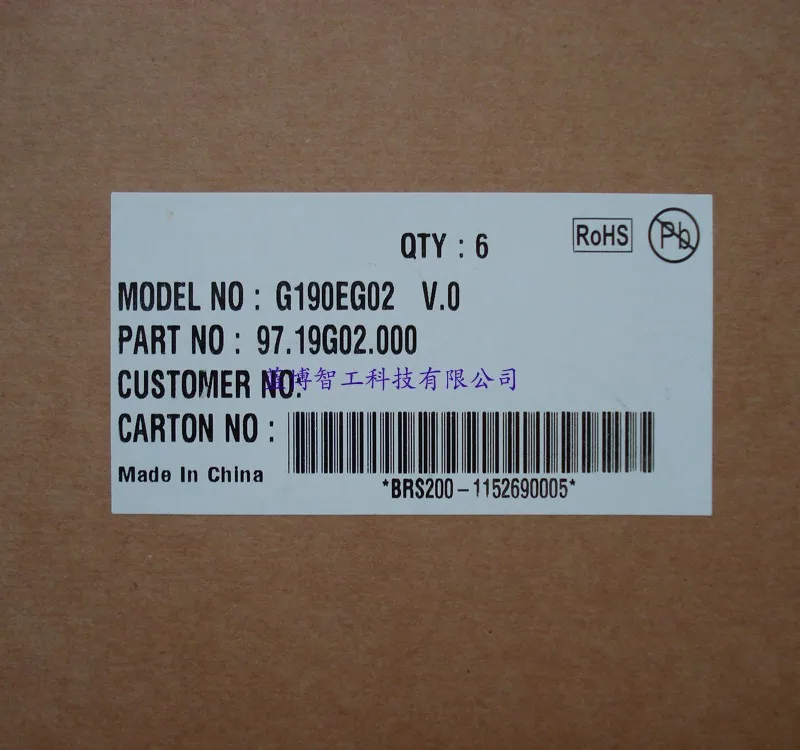 QTY : 6
RoHS
Pb
MODEL NO : G190EG02 V.0
PART NO : 97.19G02.000
CUSTOMER NO:
博智工科技有限公司
CARTON NO :
*BRS200-1152690005*
Made In China